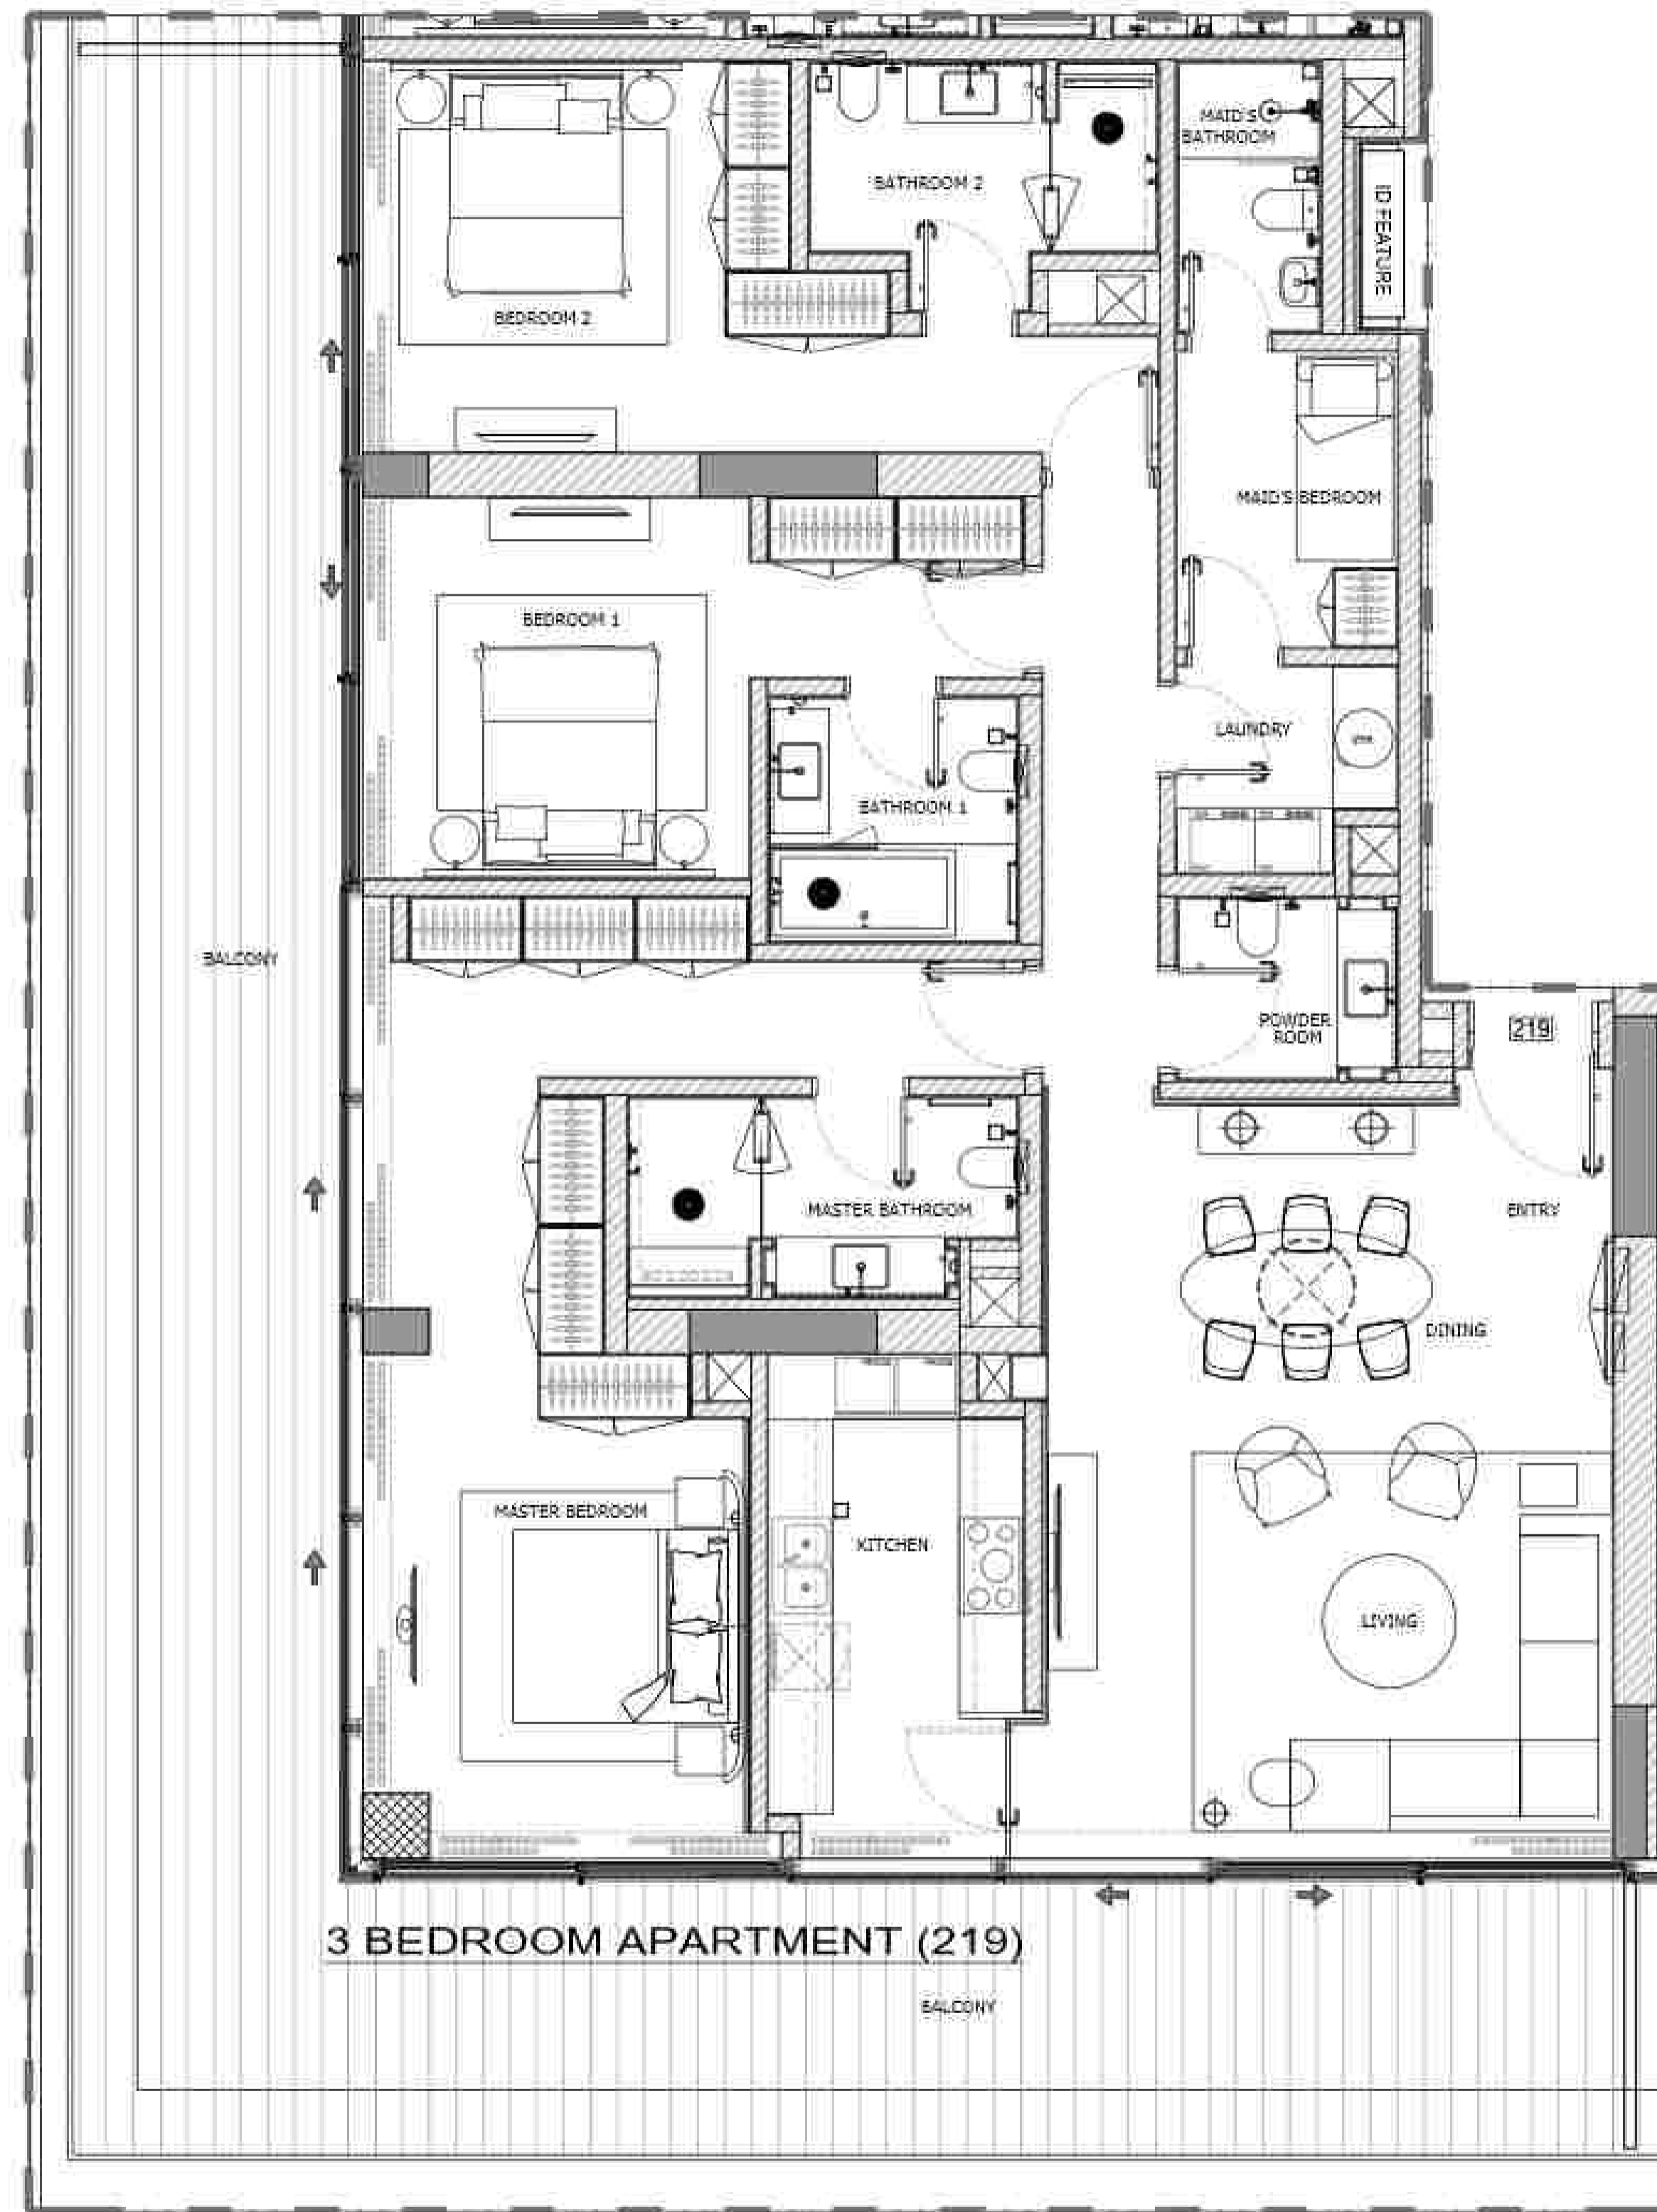 MAID'S
BATHROOM
BATHROOM 2
ID FEATURE
BEDROOM 2
MAID'S BEDROOM
BEDROOM 1
LAUNDRY
BATHROOM 1
BALCONY
POWDER
ROOM
219
MASTER BATHROOM
ENTRY
DINING
MASTER BEDROOM
KITCHEN
LIVING
3 BEDROOM APARTMENT (219)
BALCONY